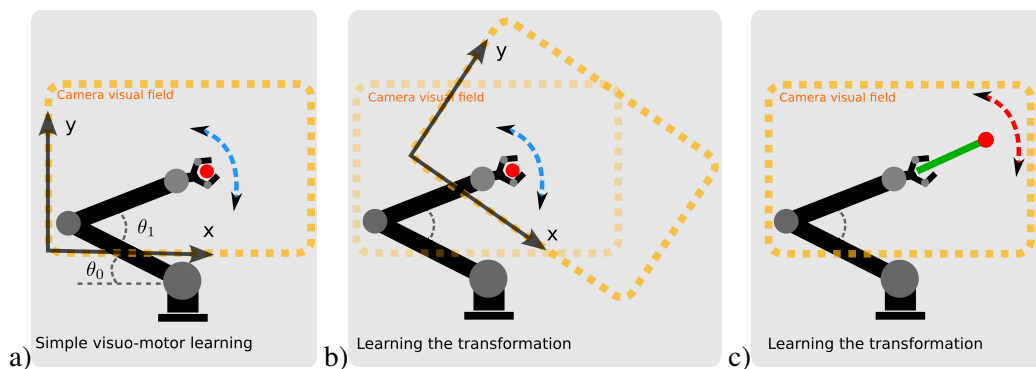 Camera visual field
y
θ1
x
θ0
a) Simple visuo-motor learning
y
Camera visual field
x
b) Learning the transformation
Camera visual field
c) Learning the transformation